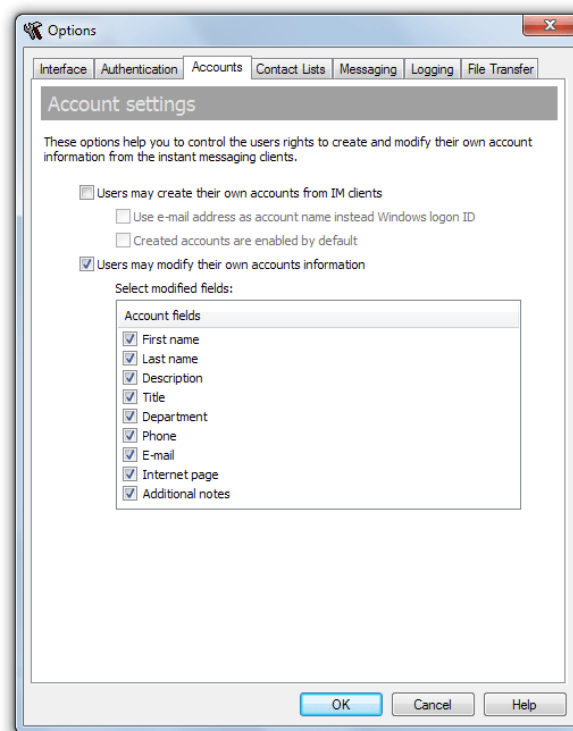 Options
Interface Authentication Accounts Contact Lists Messaging Logging File Transfer
Account settings
These options help you to control the users rights to create and modify their own account
information from the instant messaging clients.
Users may create their own accounts from IM clients
Use e-mail address as account name instead Windows logon ID
Created accounts are enabled by default
Users may modify their own accounts information
Select modified fields:
Account fields
First name
Last name
Description
Title
Department
Phone
E-mail
Internet page
Additional notes
OK Cancel Help